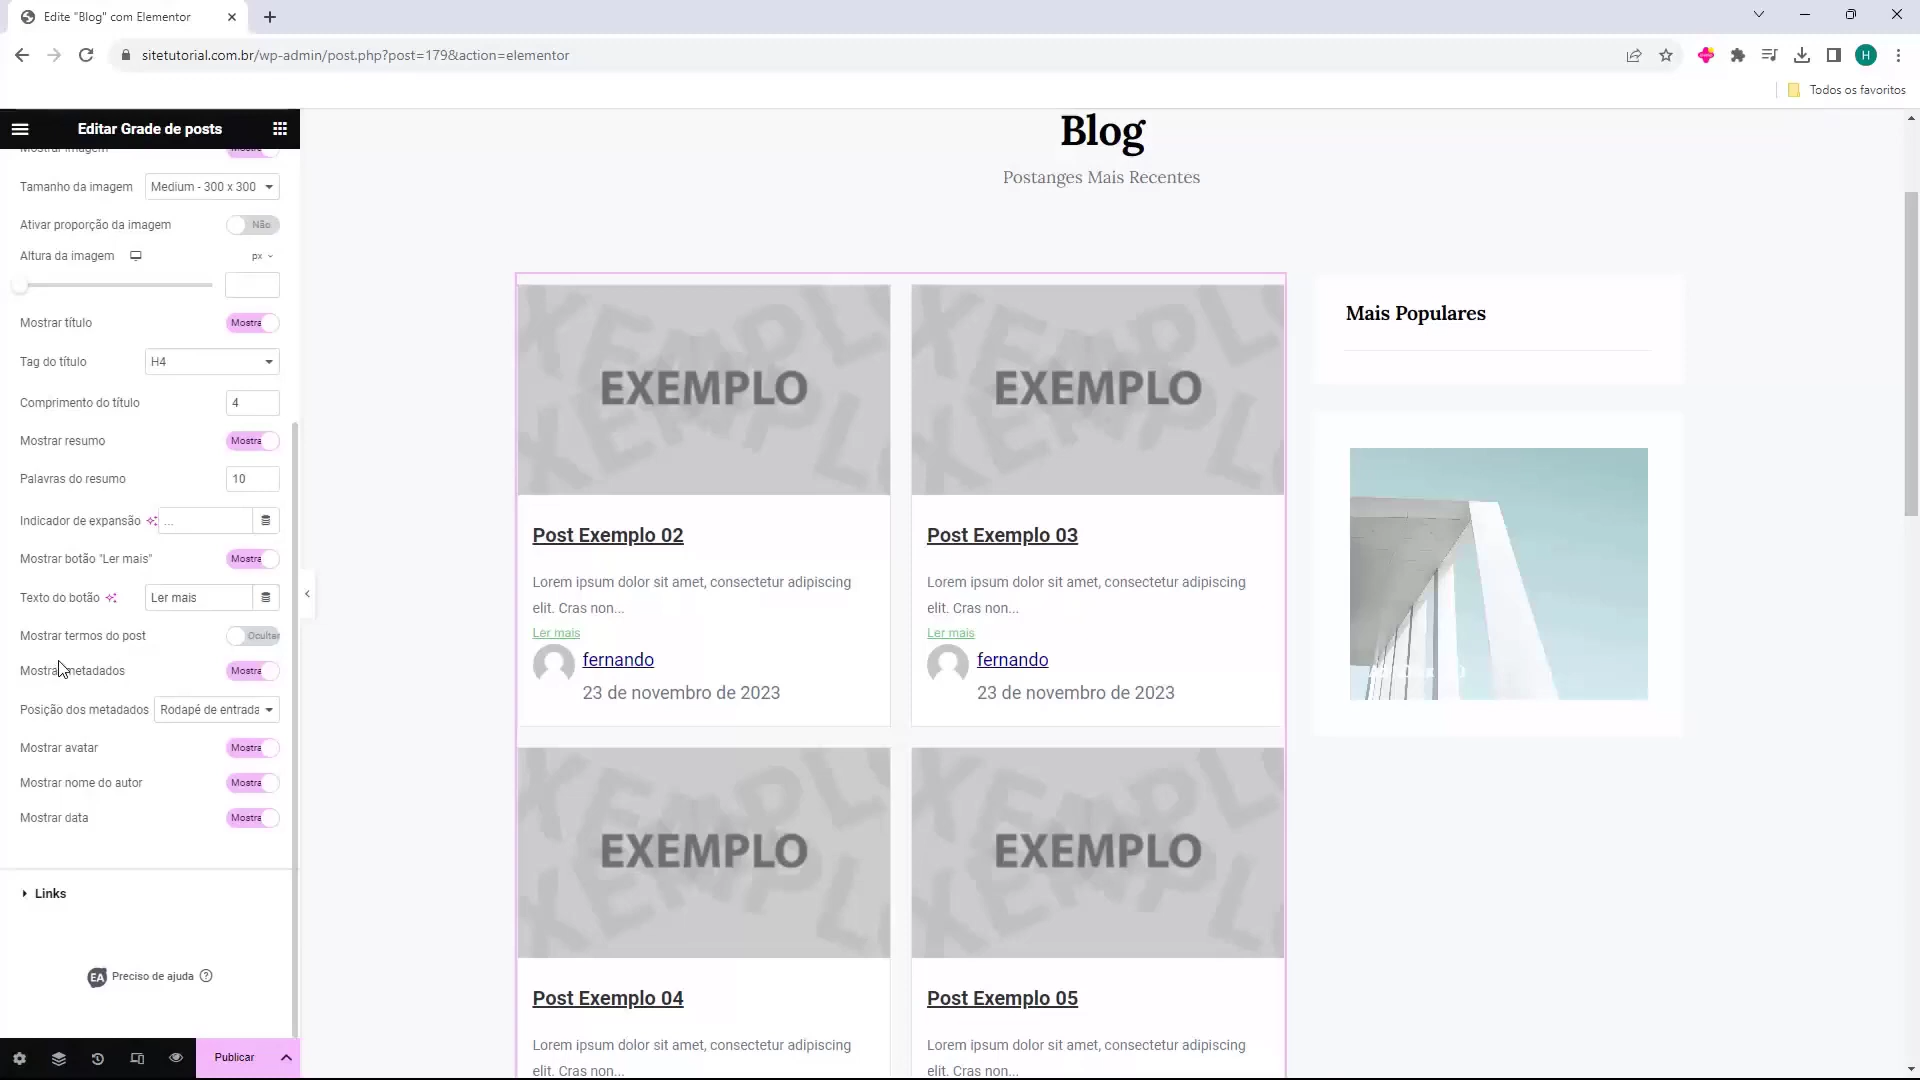 Edite "Blog" com Elementor
sitetutorial.com.br/wp-admin/post.php?post=179&action=elementor
H
Todos os favoritos
Editar Grade de posts
Mostrar imagem
Tamanho da imagem
Medium - 300 x 300
Ativar proporção da imagem
Não
Altura da imagem
px
Mostrar título
Mostra
Tag do título
H4
Comprimento do título
4
Mostrar resumo
Mostra
Palavras do resumo
10
Indicador de expansão
...
Mostrar botão "Ler mais"
Mostra
Texto do botão
Ler mais
Mostrar termos do post
Ocultar
Mostrar metadados
Mostra
Posição dos metadados
Rodapé de entrada
Mostrar avatar
Mostra
Mostrar nome do autor
Mostra
Mostrar data
Mostra
Links
EA Preciso de ajuda ?
Publicar
Blog
Postanges Mais Recentes
EXEMPLO
Post Exemplo 02
Lorem ipsum dolor sit amet, consectetur adipiscing
elit. Cras non...
Ler mais
fernando
23 de novembro de 2023
EXEMPLO
Post Exemplo 03
Lorem ipsum dolor sit amet, consectetur adipiscing
elit. Cras non...
Ler mais
fernando
23 de novembro de 2023
EXEMPLO
Post Exemplo 04
Lorem ipsum dolor sit amet, consectetur adipiscing
elit. Cras non...
EXEMPLO
Post Exemplo 05
Lorem ipsum dolor sit amet, consectetur adipiscing
elit. Cras non...
Mais Populares